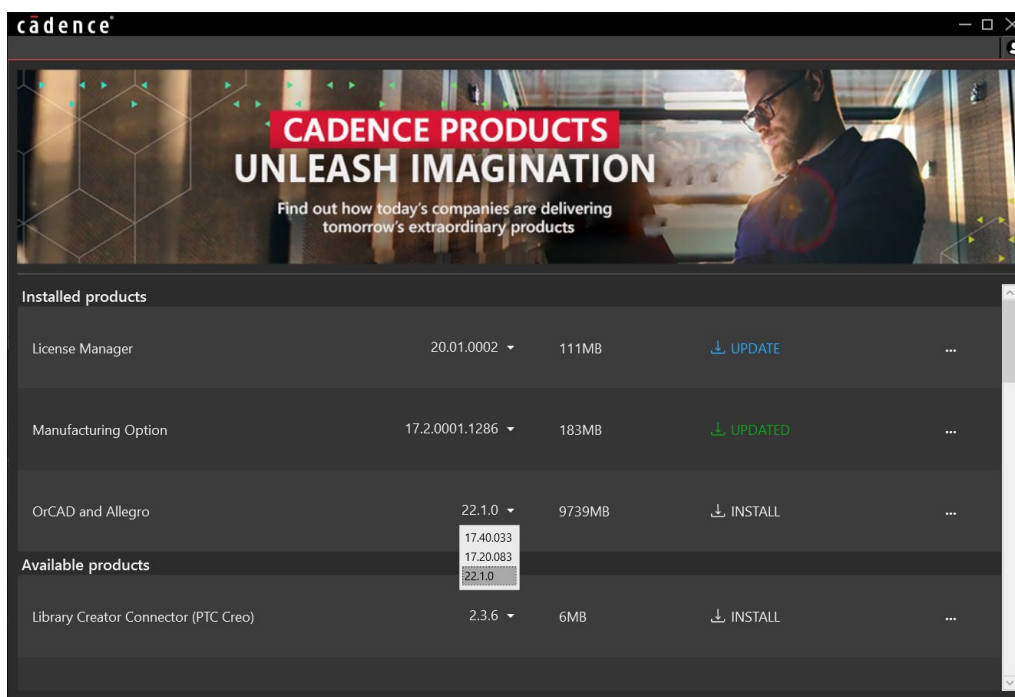 cādence®
CADENCE PRODUCTS
UNLEASH IMAGINATION
Find out how today's companies are delivering
tomorrow's extraordinary products
Installed products
License Manager 20.01.0002 111MB UPDATE ...
Manufacturing Option 17.2.0001.1286 183MB UPDATED ...
OrCAD and Allegro 22.1.0 9739MB INSTALL ...
17.40.033
17.20.083
22.1.0
Available products
Library Creator Connector (PTC Creo) 2.3.6 6MB INSTALL ...